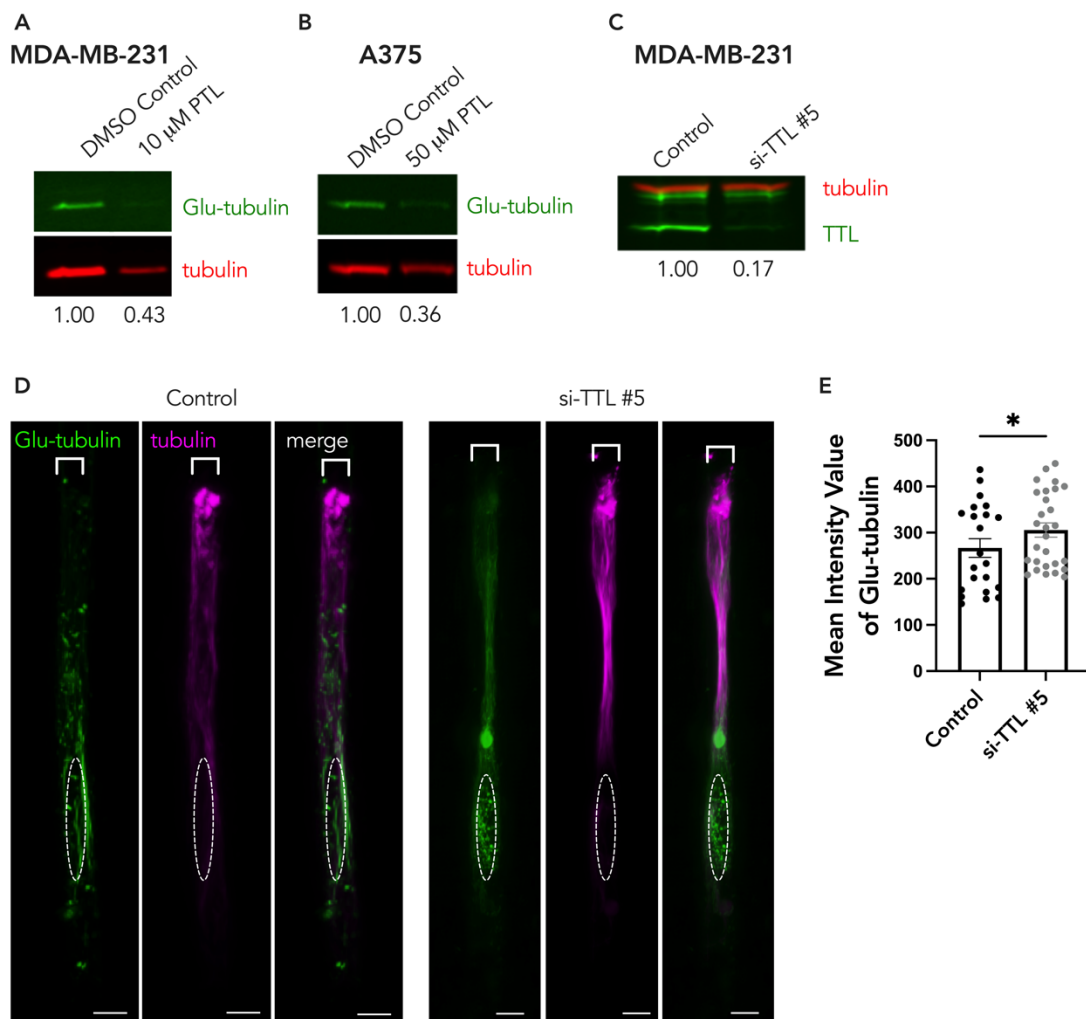 A
MDA-MB-231
DMSO Control
10 μM PTL
Glu-tubulin
tubulin
1.00 0.43
B
A375
DMSO Control
50 μM PTL
Glu-tubulin
tubulin
1.00 0.36
C
MDA-MB-231
Control
si-TTL #5
tubulin
TTL
1.00 0.17
D
Control
si-TTL #5
Glu-tubulin
tubulin
merge
E
*
Mean Intensity Value
of Glu-tubulin
500
400
300
200
100
0
Control
si-TTL #5